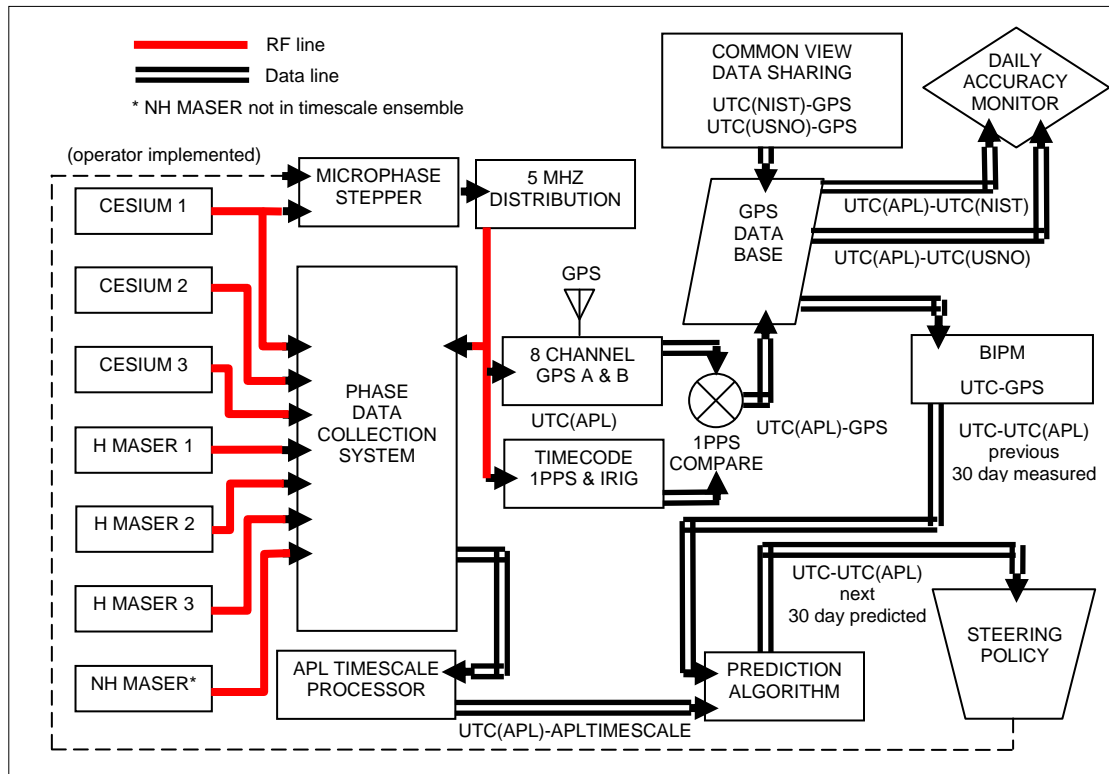 RF line
Data line
* NH MASER not in timescale ensemble
(operator implemented)
CESIUM 1
CESIUM 2
CESIUM 3
H MASER 1
H MASER 2
H MASER 3
NH MASER*
MICROPHASE
STEPPER
5 MHZ
DISTRIBUTION
PHASE
DATA
COLLECTION
SYSTEM
APL TIMESCALE
PROCESSOR
GPS
8 CHANNEL
GPS A & B
UTC(APL)
TIMECODE
1PPS & IRIG
1PPS
COMPARE
UTC(APL)-GPS
COMMON VIEW
DATA SHARING
UTC(NIST)-GPS
UTC(USNO)-GPS
GPS
DATA
BASE
DAILY
ACCURACY
MONITOR
UTC(APL)-UTC(NIST)
UTC(APL)-UTC(USNO)
BIPM
UTC-GPS
UTC-UTC(APL)
previous
30 day measured
UTC-UTC(APL)
next
30 day predicted
STEERING
POLICY
PREDICTION
ALGORITHM
UTC(APL)-APLTIMESCALE